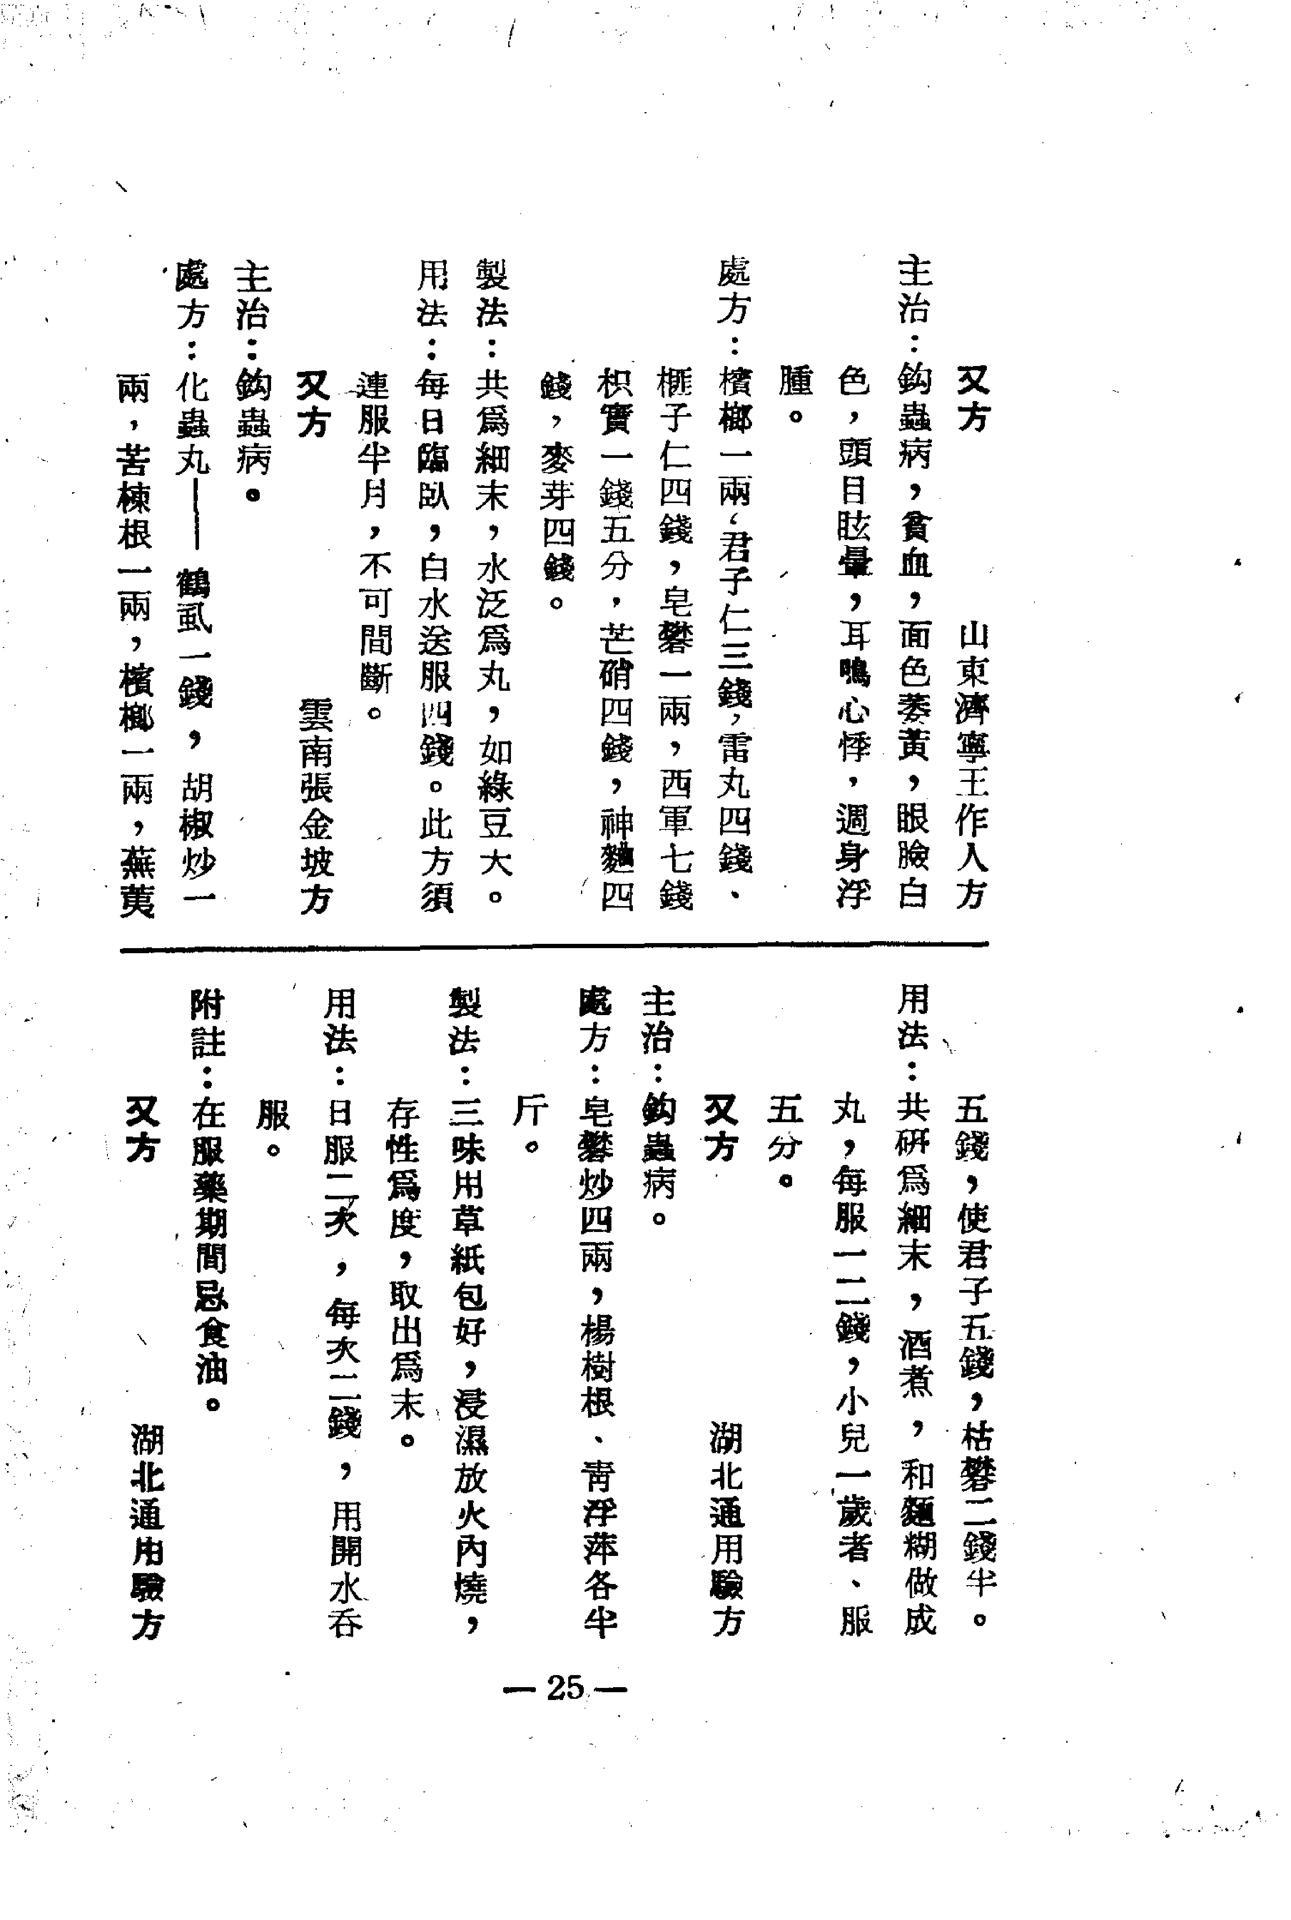 又方　山東濟寧王作人方
主治：鈎蟲病，貧血，面色萎黃，眼臉白
色，頭目眩暈，耳鳴心悸，週身浮
腫。
處方：檳榔一兩、君子仁三錢，雷丸四錢、
榧子仁四錢，皂礬一兩，西軍七錢
枳實一錢五分，芒硝四錢，神麯四
錢，麥芽四錢。
製法：共爲細末，水泛爲丸，如綠豆大。
用法：每日臨臥，白水送服四錢。此方須
連服半月，不可間斷。
又方　雲南張金坡方
主治：鈎蟲病。
處方：化蟲丸——鶴虱一錢，胡椒炒一
兩，苦楝根一兩，檳榔一兩，蕪荑
五錢，使君子五錢，枯礬二錢半。
用法：共研爲細末，酒煮，和麵糊做成
丸，每服一二錢，小兒一歲者、服
五分。
又方　湖北通用驗方
主治：鈎蟲病。
處方：皂礬炒四兩，楊樹根、靑浮萍各半
斤。
製法：三味用草紙包好，浸濕放火內燒，
存性爲度，取出爲末。
用法：日服二次，每次二錢，用開水吞
服。
附註：在服藥期間忌食油。
又方　湖北通用驗方
— 25 —